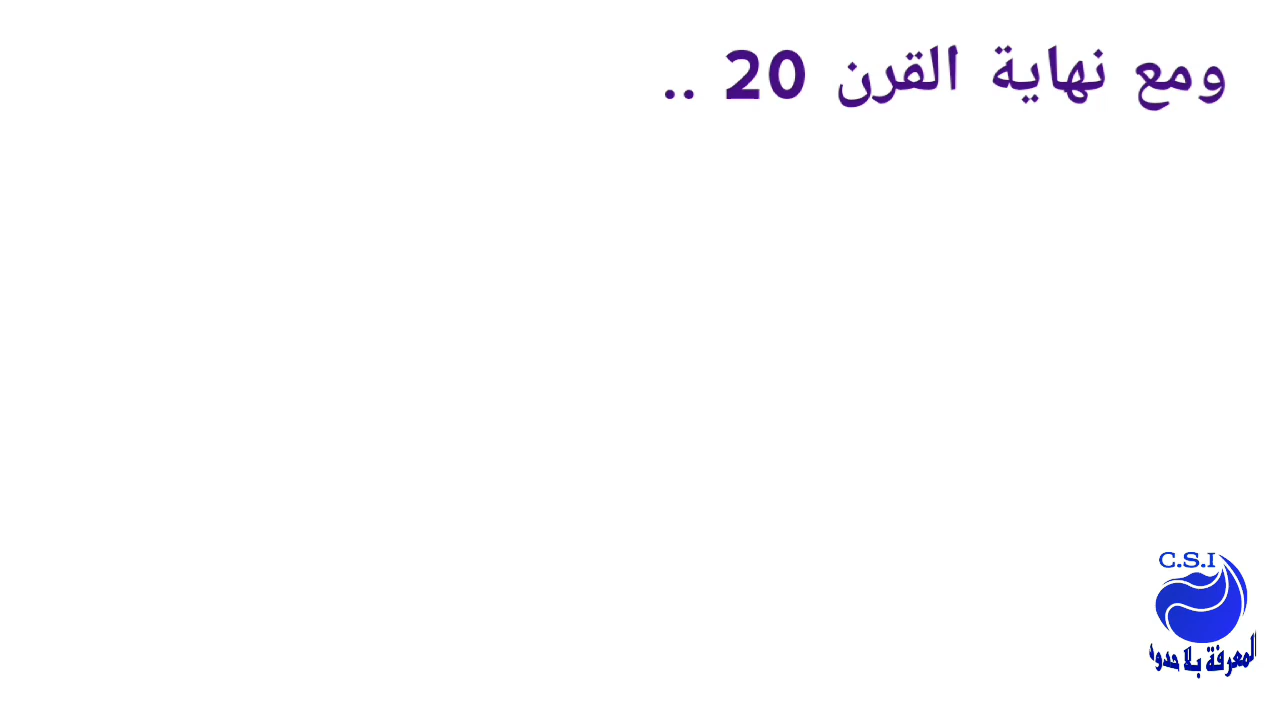 ومع نهاية القرن 20 ..
C.S.I
المعرفة بلا حدود